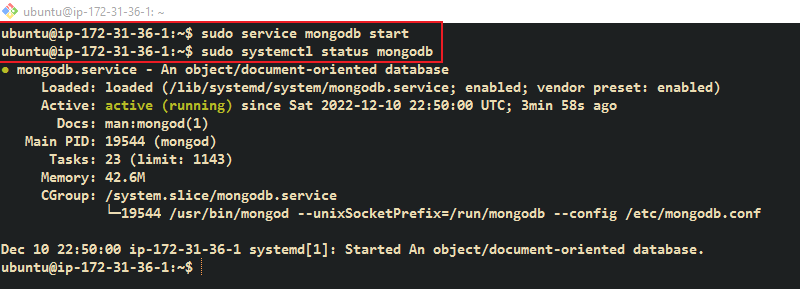 ubuntu@ip-172-31-36-1: ~
ubuntu@ip-172-31-36-1:~$ sudo service mongodb start
ubuntu@ip-172-31-36-1:~$ sudo systemctl status mongodb
● mongodb.service - An object/document-oriented database
Loaded: loaded (/lib/systemd/system/mongodb.service; enabled; vendor preset: enabled)
Active: active (running) since Sat 2022-12-10 22:50:00 UTC; 3min 58s ago
Docs: man:mongod(1)
Main PID: 19544 (mongod)
Tasks: 23 (limit: 1143)
Memory: 42.6M
CGroup: /system.slice/mongodb.service
└─19544 /usr/bin/mongod --unixSocketPrefix=/run/mongodb --config /etc/mongodb.conf
Dec 10 22:50:00 ip-172-31-36-1 systemd[1]: Started An object/document-oriented database.
ubuntu@ip-172-31-36-1:~$